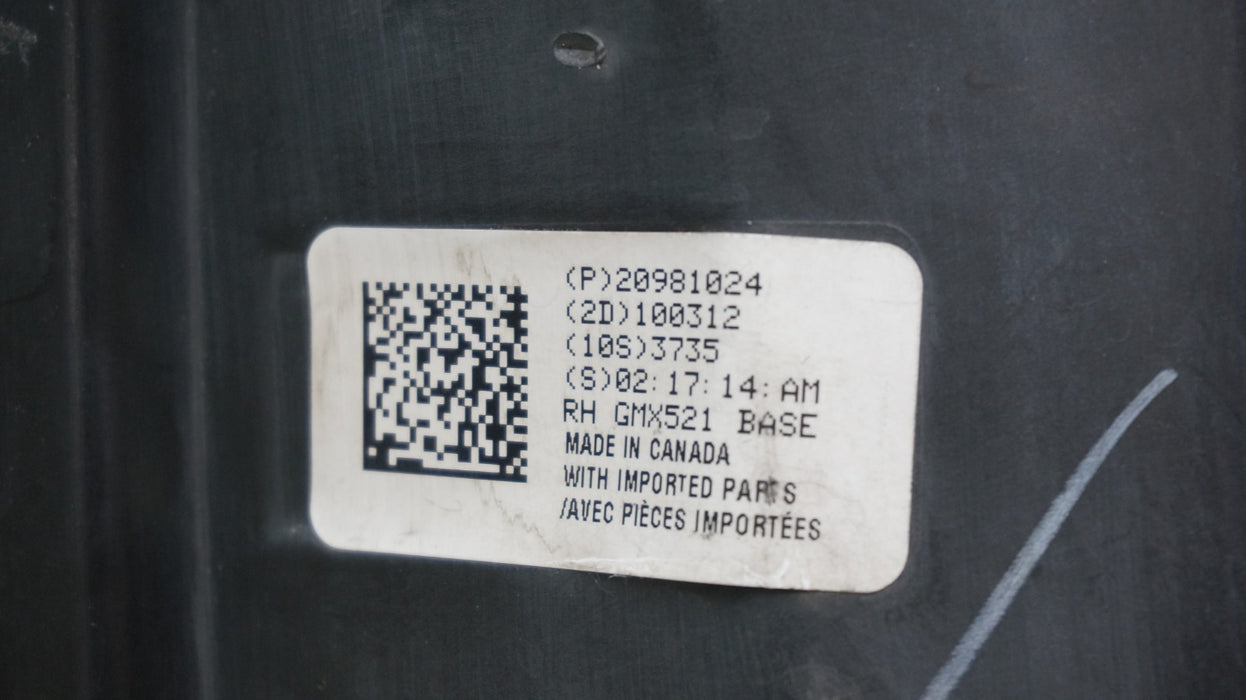 (P)20981024
(2D)100312
(10S)3735
(S)02:17:14:AM
RH GMX521 BASE
MADE IN CANADA
WITH IMPORTED PARTS
/AVEC PIÈCES IMPORTÉES